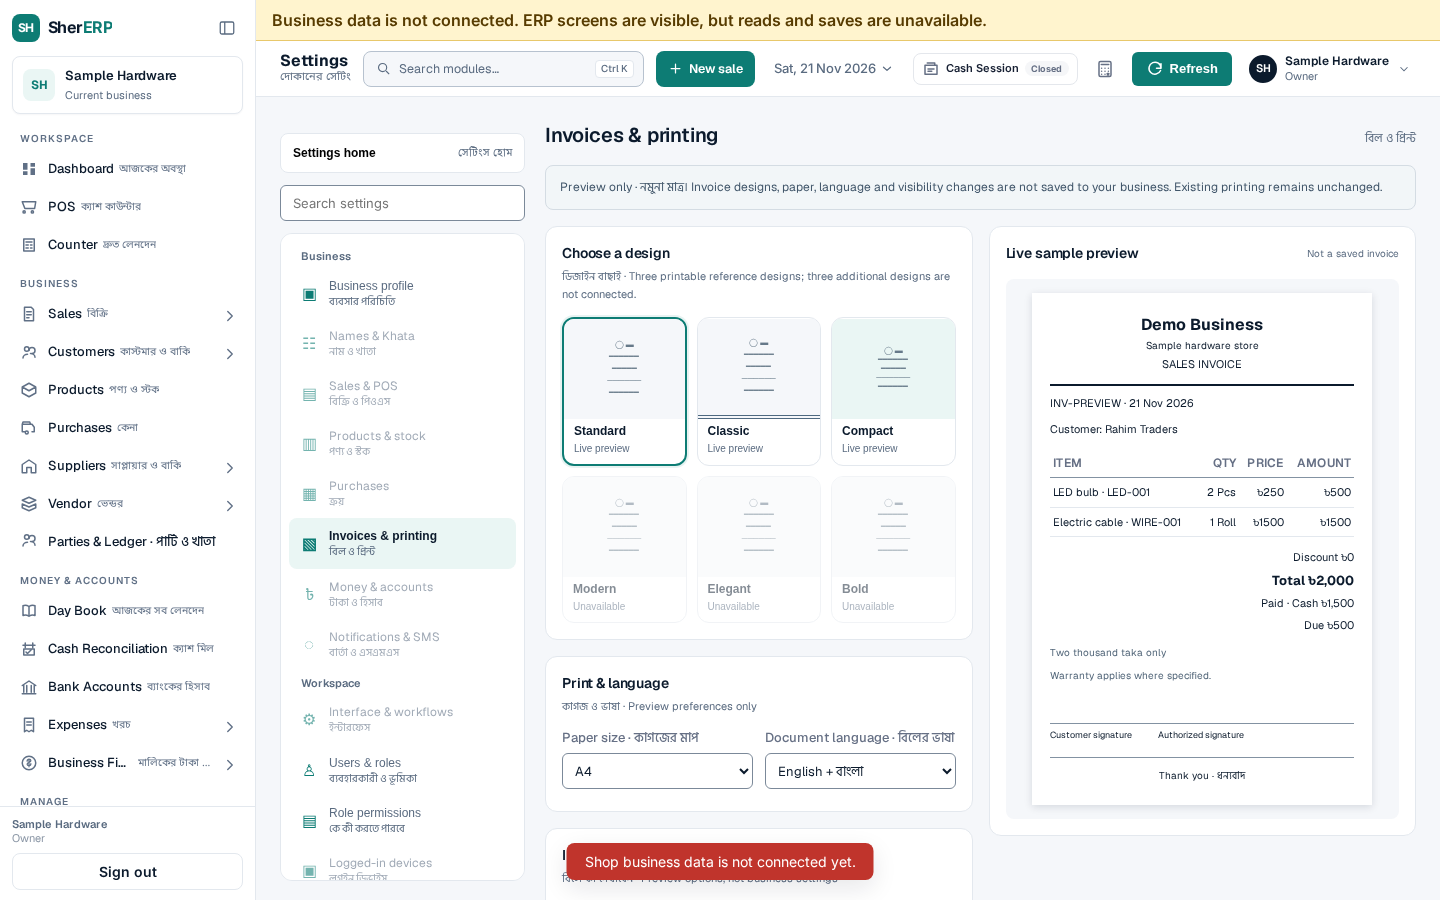 Business data is not connected. ERP screens are visible, but reads and saves are unavailable.
SH SherERP
SH Sample Hardware
Current business
WORKSPACE
Dashboard আজকের অবস্থা
POS ক্যাশ কাউন্টার
Counter দ্রুত লেনদেন
BUSINESS
Sales বিক্রি
Customers কাস্টমার ও বাকি
Products পণ্য ও স্টক
Purchases কেনা
Suppliers সাপ্লায়ার ও বাকি
Vendor ভেন্ডর
Parties & Ledger · পার্টি ও খাতা
MONEY & ACCOUNTS
Day Book আজকের সব লেনদেন
Cash Reconciliation ক্যাশ মিল
Bank Accounts ব্যাংকের হিসাব
Expenses খরচ
Business Fi... মালিকের টাকা ...
MANAGE
Sample Hardware
Owner
Sign out
Settings
দোকানের সেটিং
Search modules... Ctrl K
New sale
Sat, 21 Nov 2026
Cash Session Closed
Refresh
SH Sample Hardware
Owner
Settings home সেটিংস হোম
Search settings
Business
Business profile
ব্যবসার পরিচিতি
Names & Khata
নাম ও খাতা
Sales & POS
বিক্রি ও পিওএস
Products & stock
পণ্য ও স্টক
Purchases
ক্রয়
Invoices & printing
বিল ও প্রিন্ট
Money & accounts
টাকা ও হিসাব
Notifications & SMS
বার্তা ও এসএমএস
Workspace
Interface & workflows
ইন্টারফেস
Users & roles
ব্যবহারকারী ও ভূমিকা
Role permissions
কে কী করতে পারবে
Logged-in devices
লগইন ডিভাইস
Invoices & printing বিল ও প্রিন্ট
Preview only · নমুনা মাত্র। Invoice designs, paper, language and visibility changes are not saved to your business. Existing printing remains unchanged.
Choose a design
ডিজাইন বাছাই · Three printable reference designs; three additional designs are
not connected.
Standard
Live preview
Classic
Live preview
Compact
Live preview
Modern
Unavailable
Elegant
Unavailable
Bold
Unavailable
Print & language
কাগজ ও ভাষা · Preview preferences only
Paper size · কাগজের মাপ
A4
Document language · বিলের ভাষা
English + বাংলা
Shop business data is not connected yet.
Live sample preview Not a saved invoice
Demo Business
Sample hardware store
SALES INVOICE
INV-PREVIEW · 21 Nov 2026
Customer: Rahim Traders
ITEM QTY PRICE AMOUNT
LED bulb · LED-001 2 Pcs ৳250 ৳500
Electric cable · WIRE-001 1 Roll ৳1500 ৳1500
Discount ৳0
Total ৳2,000
Paid · Cash ৳1,500
Due ৳500
Two thousand taka only
Warranty applies where specified.
Customer signature Authorized signature
Thank you · ধন্যবাদ